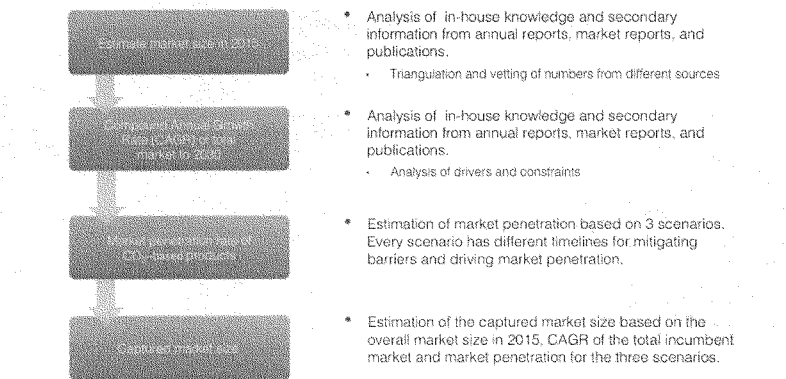 Estimate market size in 2015
• Analysis of in-house knowledge and secondary
information from annual reports, market reports, and
publications.
• Triangulation and vetting of numbers from different sources
Compound Annual Growth
Rate (CAGR) of total
market to 2030
• Analysis of in-house knowledge and secondary
information from annual reports, market reports, and
publications.
• Analysis of drivers and constraints
Market penetration rate of
CO₂-based products
• Estimation of market penetration based on 3 scenarios.
Every scenario has different timelines for mitigating
barriers and driving market penetration.
Captured market size
• Estimation of the captured market size based on the
overall market size in 2015, CAGR of the total incumbent
market and market penetration for the three scenarios.